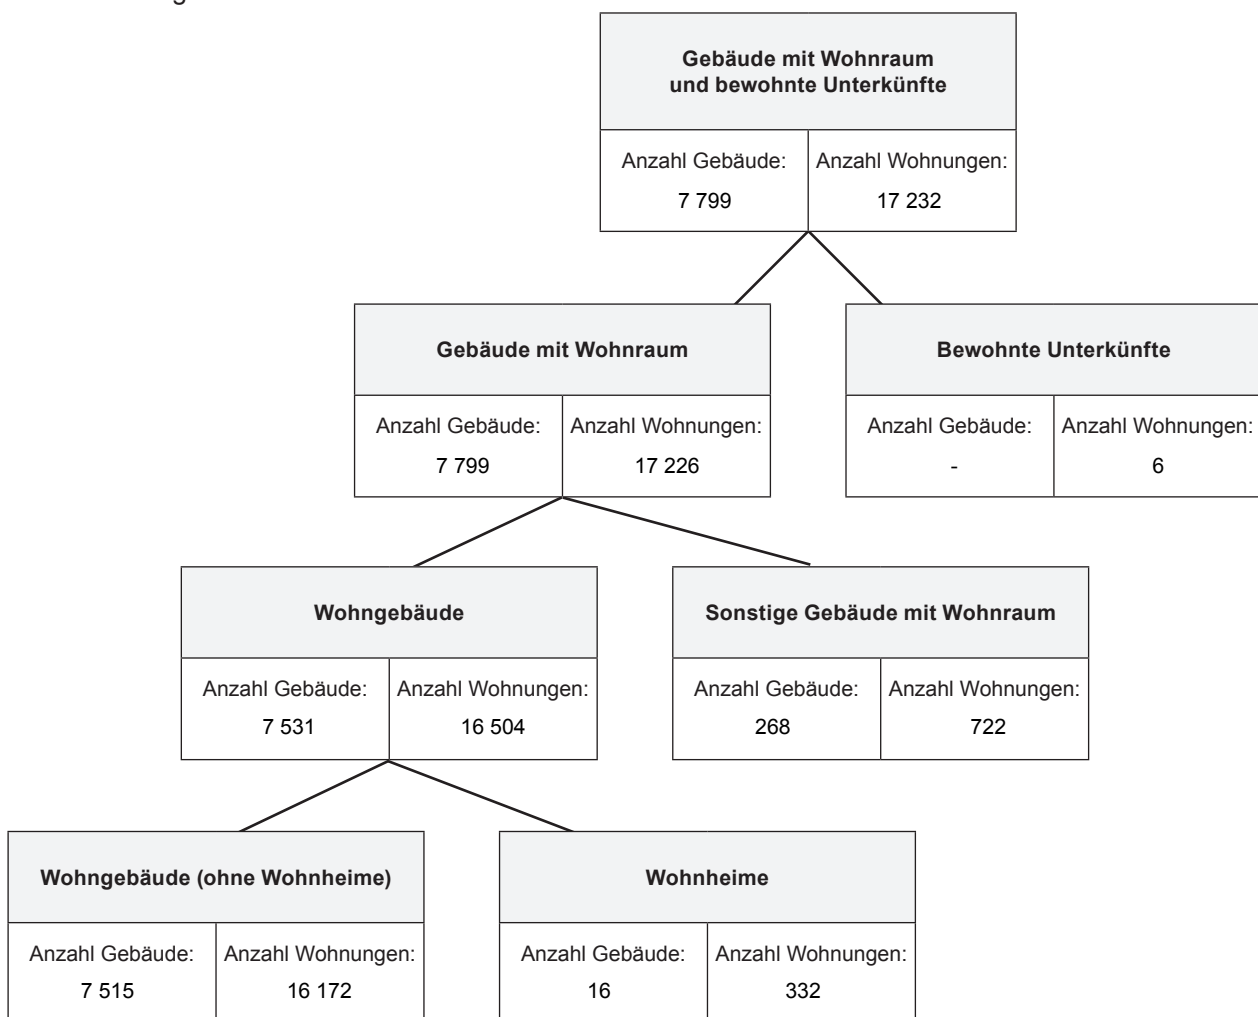 Gebäude mit Wohnraum
und bewohnte Unterkünfte
Anzahl Gebäude:
7 799
Anzahl Wohnungen:
17 232
Gebäude mit Wohnraum
Anzahl Gebäude:
7 799
Anzahl Wohnungen:
17 226
Bewohnte Unterkünfte
Anzahl Gebäude:
-
Anzahl Wohnungen:
6
Wohngebäude
Anzahl Gebäude:
7 531
Anzahl Wohnungen:
16 504
Sonstige Gebäude mit Wohnraum
Anzahl Gebäude:
268
Anzahl Wohnungen:
722
Wohngebäude (ohne Wohnheime)
Anzahl Gebäude:
7 515
Anzahl Wohnungen:
16 172
Wohnheime
Anzahl Gebäude:
16
Anzahl Wohnungen:
332